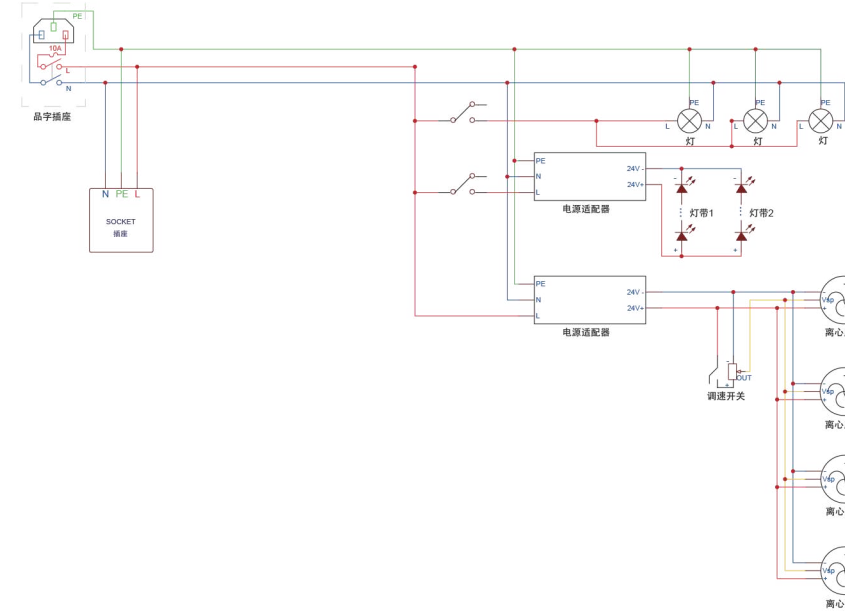 PE
10A
L
N
品字插座
N PE L
SOCKET
插座
PE
L N
灯
PE
L N
灯
PE
L N
灯
PE
N
L
24V -
24V+
电源适配器
-
+
灯带1
-
+
灯带2
PE
N
L
24V -
24V+
电源适配器
-
OUT
+
调速开关
-
Vsp
+
离心
-
Vsp
+
离心
-
Vsp
+
离心
-
Vsp
+
离心